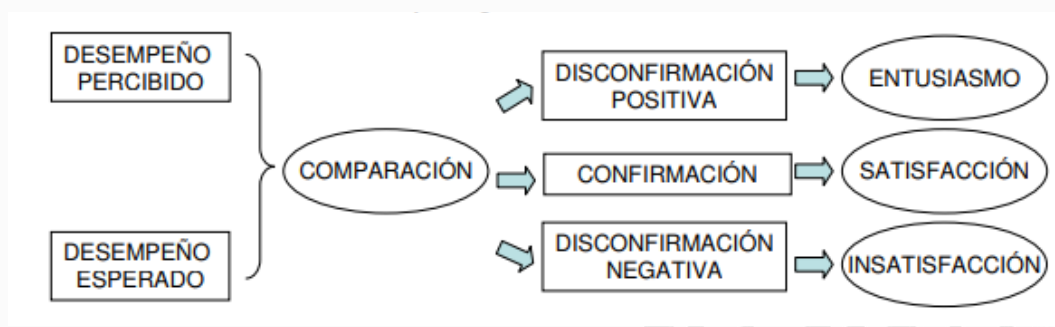 DESEMPEÑO
PERCIBIDO
DESEMPEÑO
ESPERADO
COMPARACIÓN
DISCONFIRMACIÓN
POSITIVA
ENTUSIASMO
CONFIRMACIÓN
SATISFACCIÓN
DISCONFIRMACIÓN
NEGATIVA
INSATISFACCIÓN